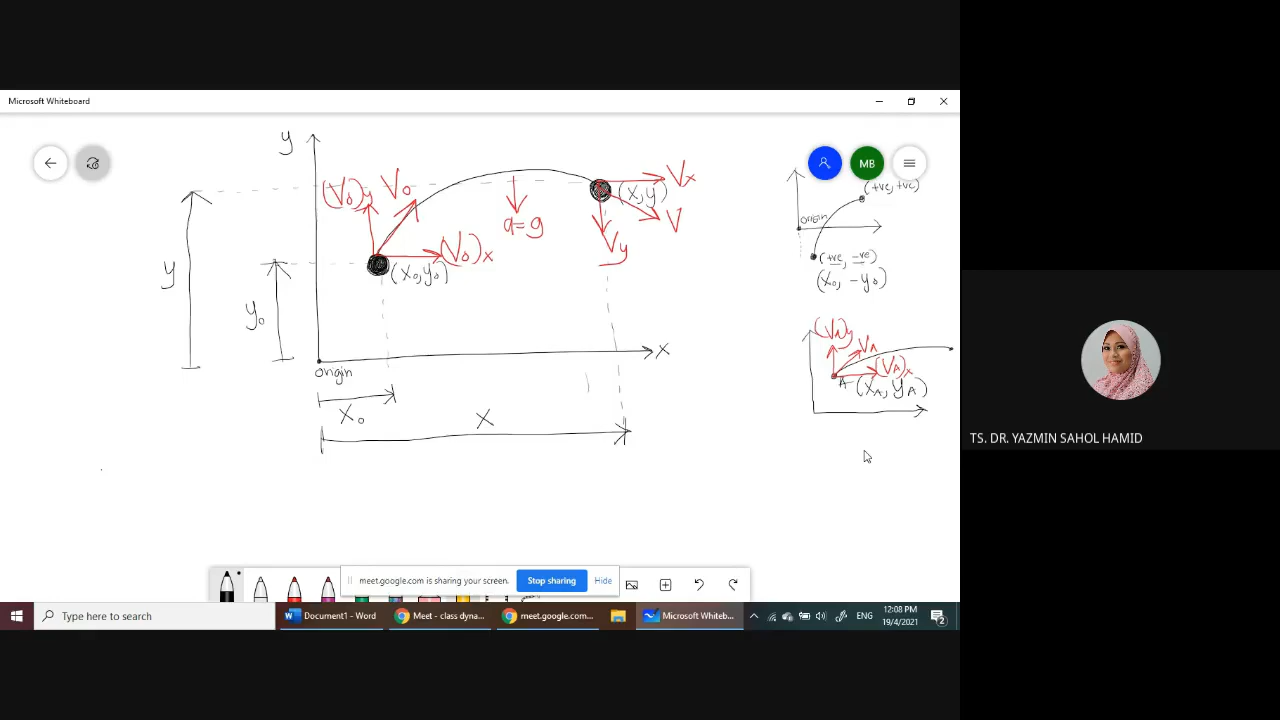 Microsoft Whiteboard
MB
y
(V₀)y V₀
Vx
(x,y)
V
a=g
Vy
(V₀)x
(x₀,y₀)
y
y₀
x
origin
x₀
x
(+ve, +ve)
origin
(+ve, -ve)
(x₀, -y₀)
(VA)y
VA
(VA)x
A (xA, yA)
TS. DR. YAZMIN SAHOL HAMID
meet.google.com is sharing your screen.
Stop sharing
Hide
Type here to search
Document1 - Word
Meet - class dyna...
meet.google.com...
Microsoft Whiteb...
ENG
12:08 PM
19/4/2021
2